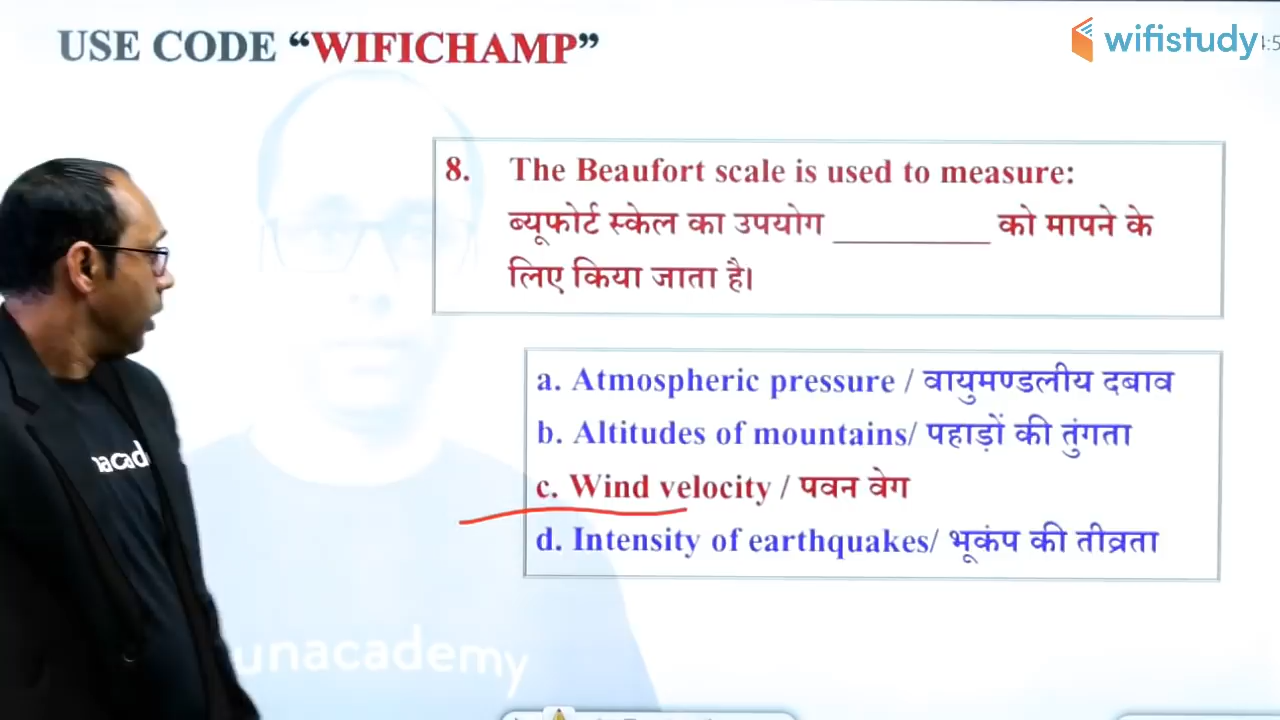 USE CODE “WIFICHAMP”
wifistudy
8. The Beaufort scale is used to measure:
ब्यूफोर्ट स्केल का उपयोग __________ को मापने के
लिए किया जाता है।
a. Atmospheric pressure / वायुमण्डलीय दबाव
b. Altitudes of mountains/ पहाड़ों की तुंगता
c. Wind velocity / पवन वेग
d. Intensity of earthquakes/ भूकंप की तीव्रता
nacad
unacademy